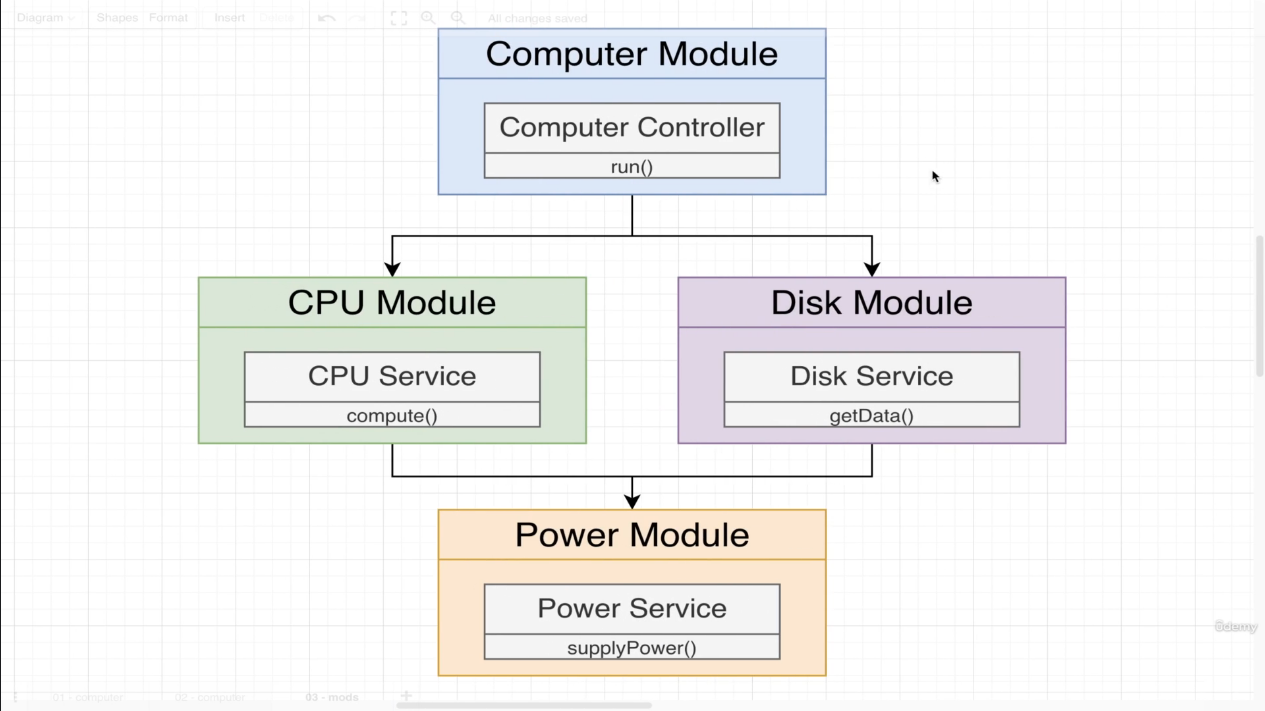 Diagram Shapes Format Insert Delete All changes saved
Computer Module
Computer Controller
run()
CPU Module
Disk Module
CPU Service
Disk Service
compute()
getData()
Power Module
Power Service
supplyPower()
ûdemy
01 - computer 02 - computer 03 - mods